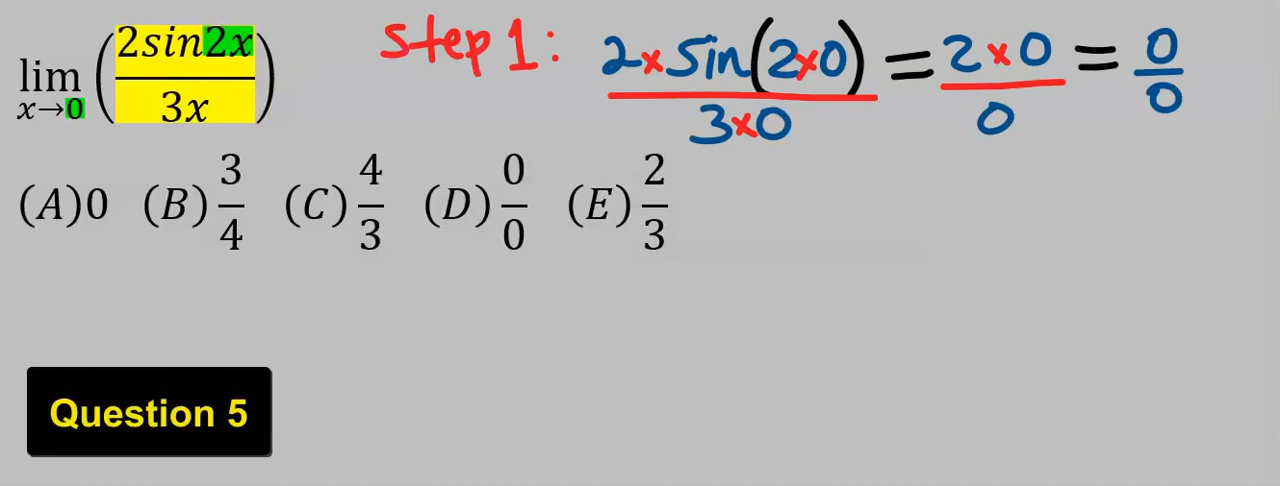 lim x→0 (2sin2x / 3x)
step 1: 2×Sin(2×0) / 3×0 = 2×0 / 0 = 0/0
(A)0 (B) 3/4 (C) 4/3 (D) 0/0 (E) 2/3
Question 5